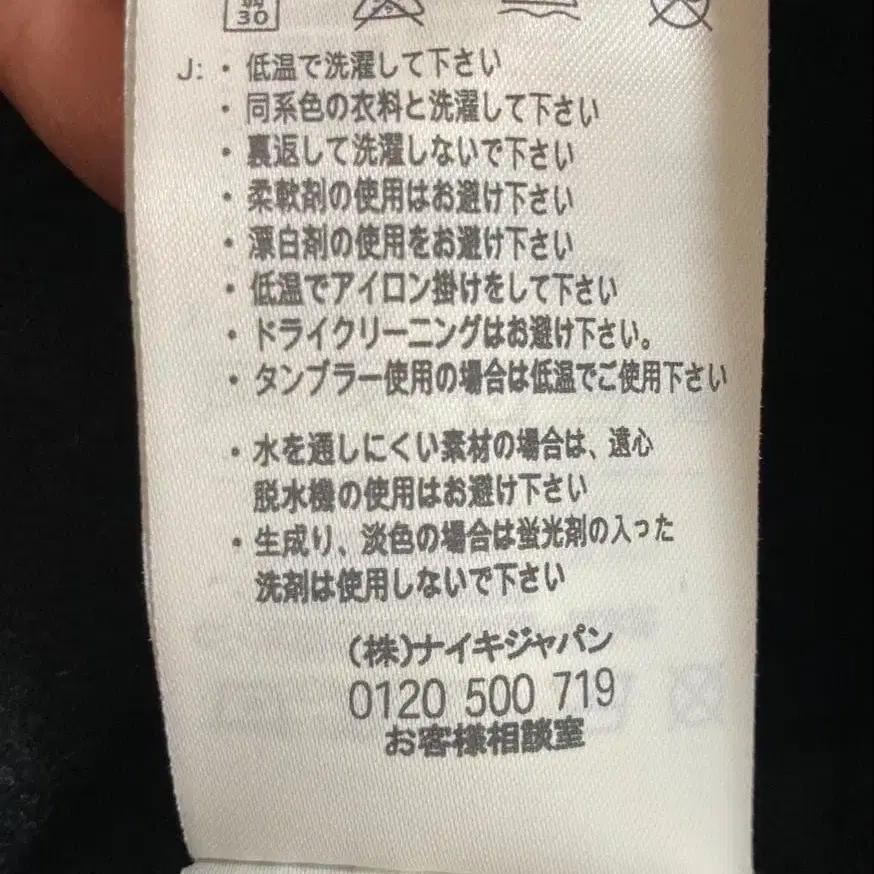 弱
30
J: ・ 低温で洗濯して下さい
・ 同系色の衣料と洗濯して下さい
・ 裏返して洗濯しないで下さい
・ 柔軟剤の使用はお避け下さい
・ 漂白剤の使用をお避け下さい
・ 低温でアイロン掛けをして下さい
・ ドライクリーニングはお避け下さい。
・ タンブラー使用の場合は低温でご使用下さい
・ 水を通しにくい素材の場合は、遠心
脱水機の使用はお避け下さい
・ 生成り、淡色の場合は蛍光剤の入った
洗剤は使用しないで下さい
(株)ナイキジャパン
0120 500 719
お客様相談室